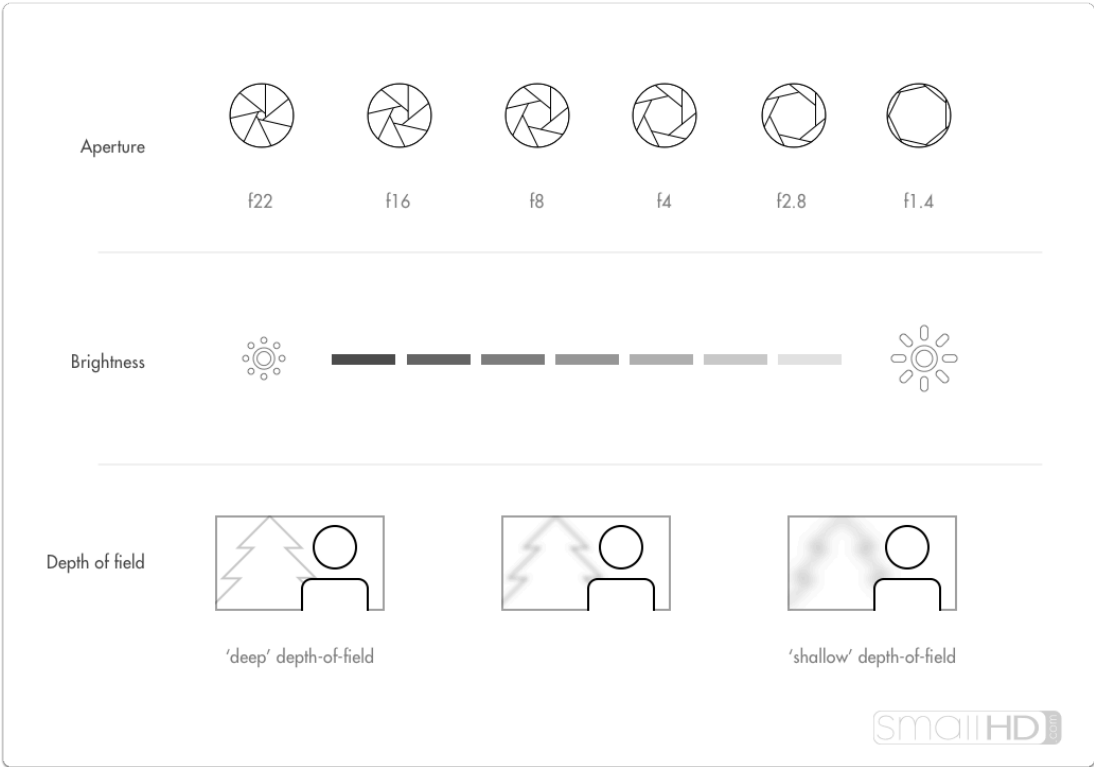 Aperture
f22
f16
f8
f4
f2.8
f1.4
Brightness
Depth of field
‘deep’ depth-of-field
‘shallow’ depth-of-field
smallHD.com